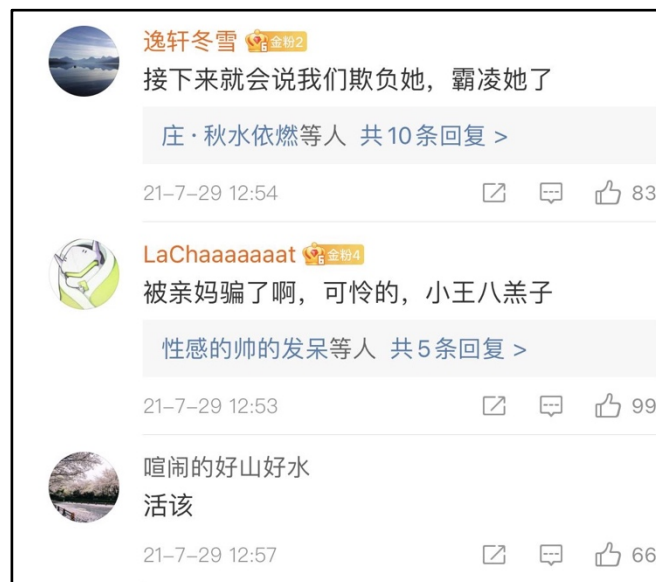 逸轩冬雪 6 金粉2
接下来就会说我们欺负她，霸凌她了
庄·秋水依燃等人 共10条回复 >
21-7-29 12:54 83
LaChaaaaaaat 6 金粉4
被亲妈骗了啊，可怜的，小王八羔子
性感的帅的发呆等人 共5条回复 >
21-7-29 12:53 99
喧闹的好山好水
活该
21-7-29 12:57 66